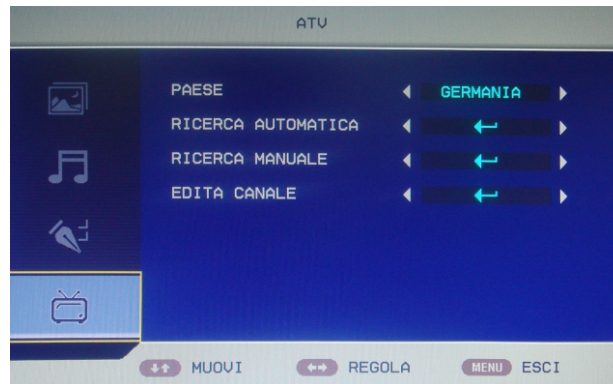 ATV
PAESE GERMANIA
RICERCA AUTOMATICA
RICERCA MANUALE
EDITA CANALE
MUOVI REGOLA MENU ESCI